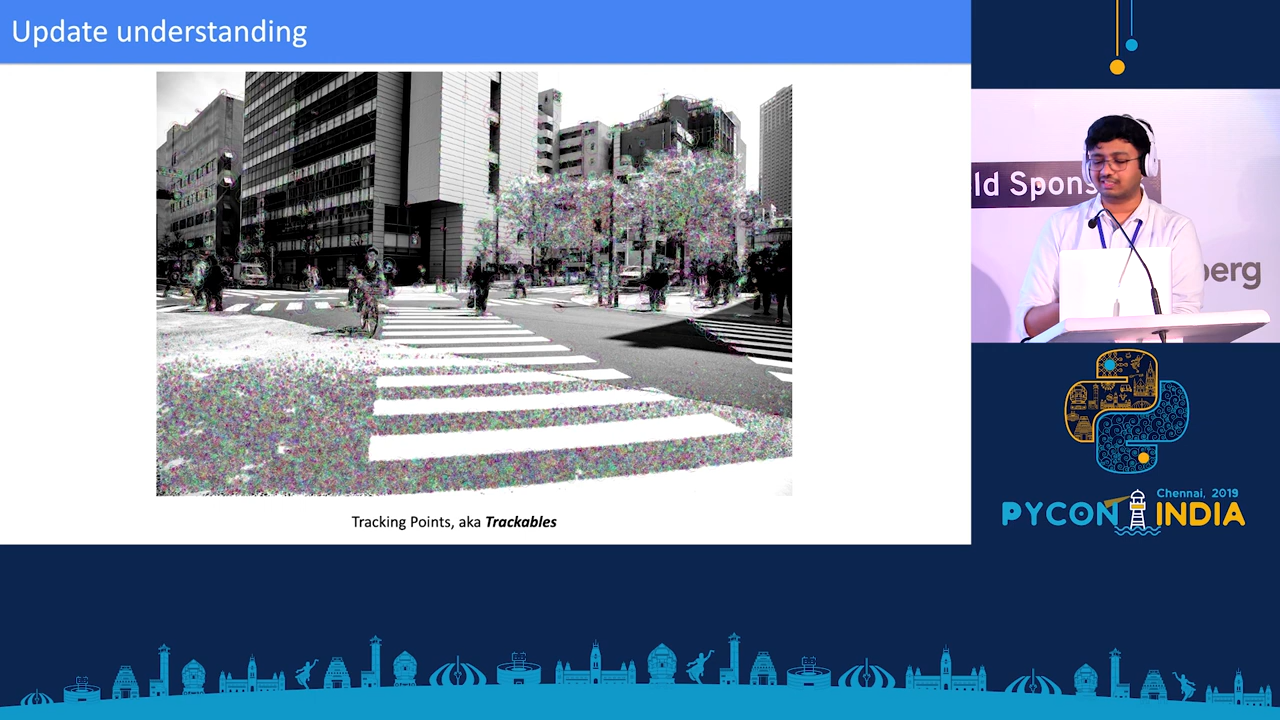 Update understanding
Tracking Points, aka Trackables
ld Spons
berg
Chennai, 2019
PYCON INDIA